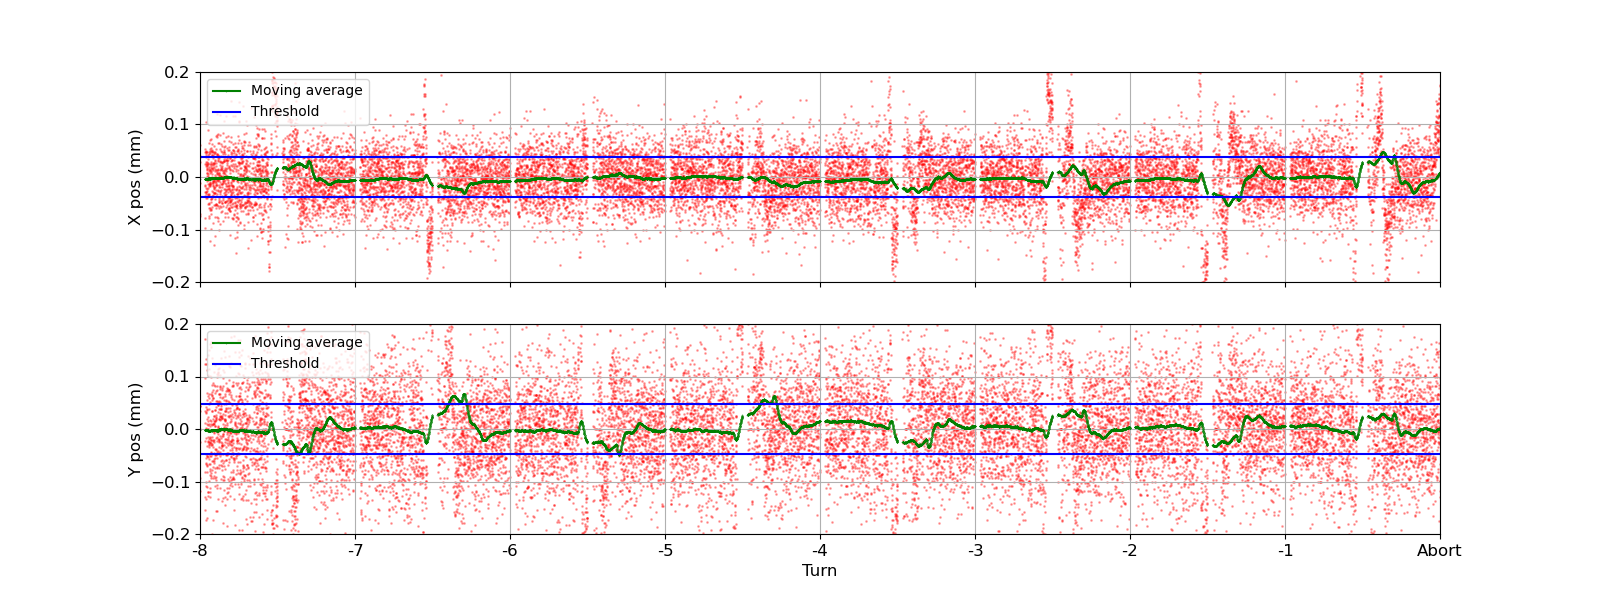 0.2
0.1
0.0
−0.1
−0.2
X pos (mm)
Moving average
Threshold
0.2
0.1
0.0
−0.1
−0.2
Y pos (mm)
Moving average
Threshold
-8 -7 -6 -5 -4 -3 -2 -1 Abort
Turn